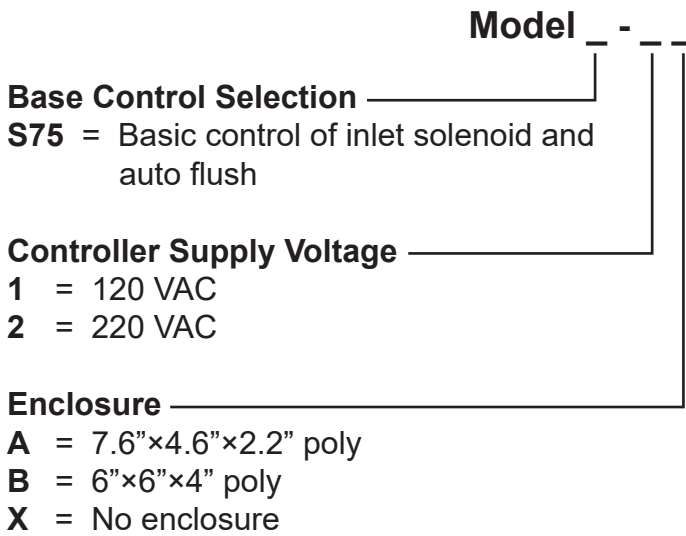 Model _ - _ _
Base Control Selection
S75 = Basic control of inlet solenoid and
auto flush
Controller Supply Voltage
1 = 120 VAC
2 = 220 VAC
Enclosure
A = 7.6”×4.6”×2.2” poly
B = 6”×6”×4” poly
X = No enclosure